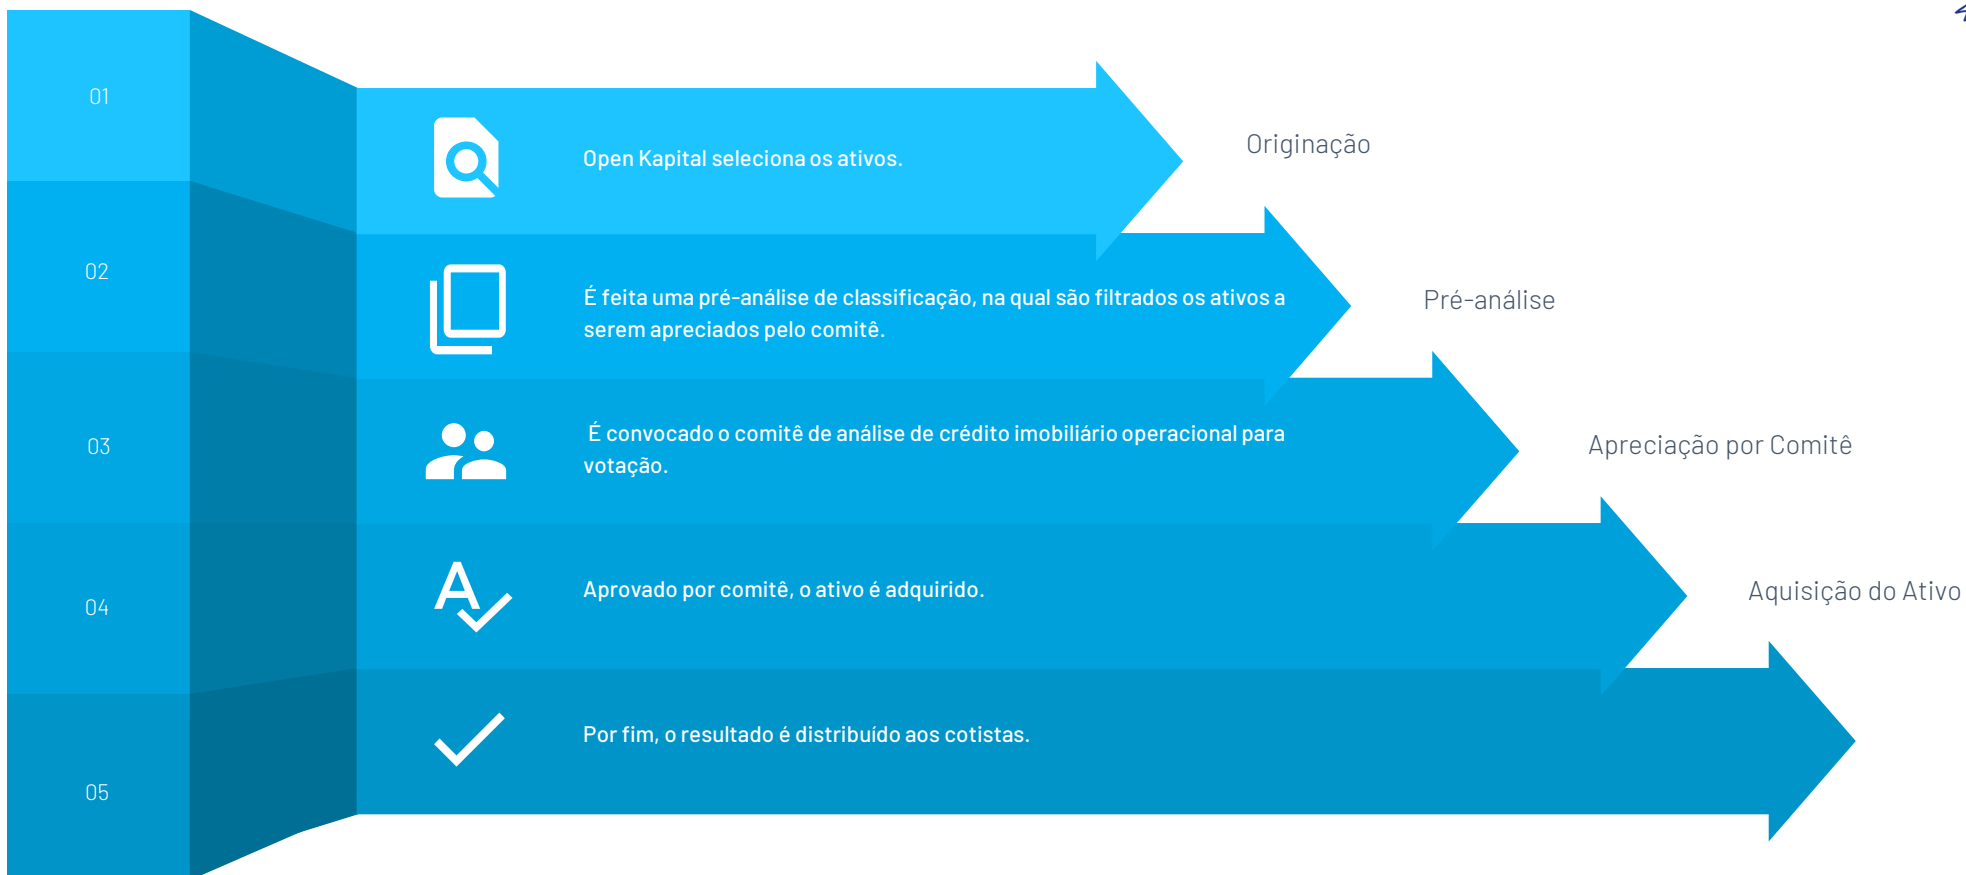 01
Open Kapital seleciona os ativos.
Originação
02
É feita uma pré-análise de classificação, na qual são filtrados os ativos a
serem apreciados pelo comitê.
Pré-análise
03
É convocado o comitê de análise de crédito imobiliário operacional para
votação.
Apreciação por Comitê
04
Aprovado por comitê, o ativo é adquirido.
Aquisição do Ativo
05
Por fim, o resultado é distribuído aos cotistas.